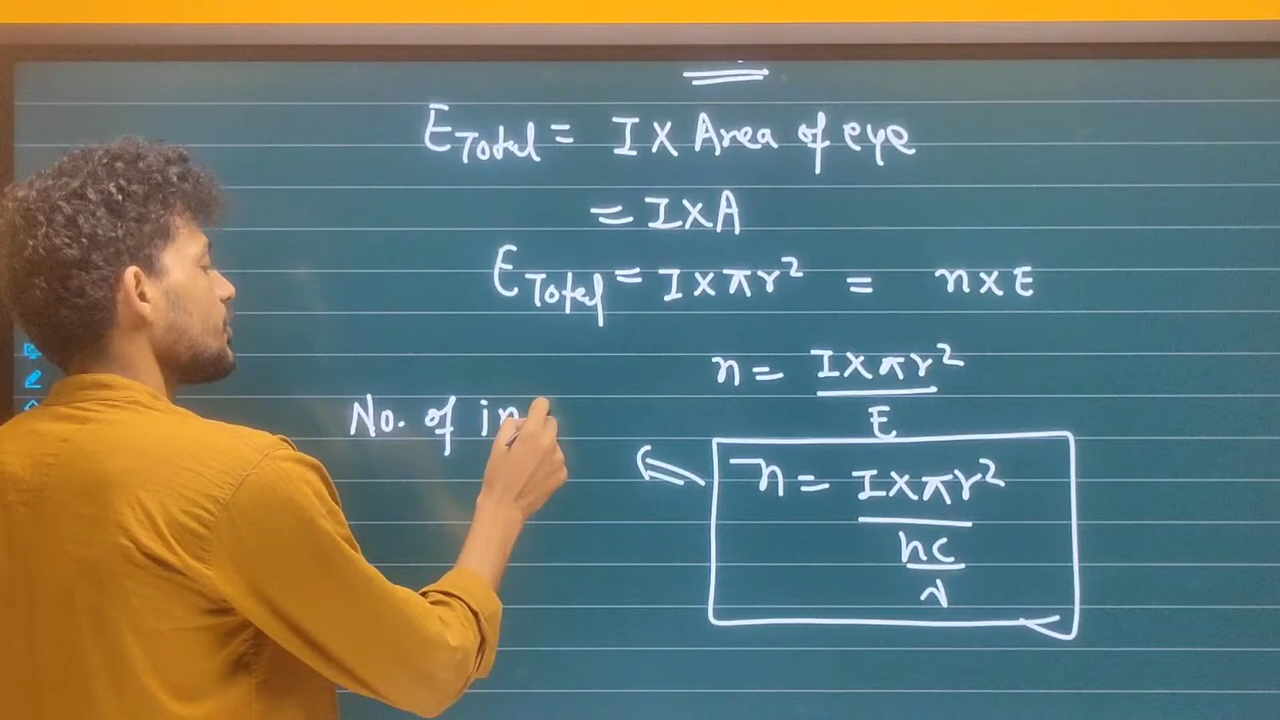 E_Total = I X Area of eye
= I X A
E_Total = I X πr² = n x E
n = I X πr² / E
No. of in
n = I X πr² / (hc / λ)